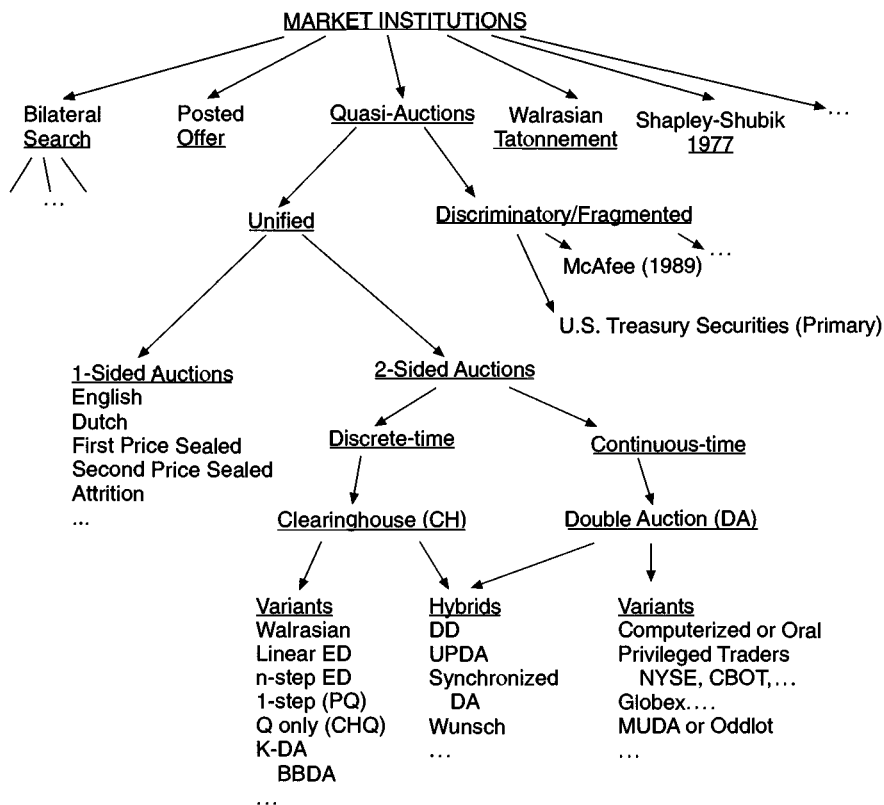 MARKET INSTITUTIONS
Bilateral
Search
Posted
Offer
Quasi-Auctions
Walrasian
Tatonnement
Shapley-Shubik
1977
...
...
Unified
Discriminatory/Fragmented
McAfee (1989)
...
U.S. Treasury Securities (Primary)
1-Sided Auctions
English
Dutch
First Price Sealed
Second Price Sealed
Attrition
...
2-Sided Auctions
Discrete-time
Continuous-time
Clearinghouse (CH)
Double Auction (DA)
Variants
Walrasian
Linear ED
n-step ED
1-step (PQ)
Q only (CHQ)
K-DA
BBDA
...
Hybrids
DD
UPDA
Synchronized
DA
Wunsch
...
Variants
Computerized or Oral
Privileged Traders
NYSE, CBOT,...
Globex....
MUDA or Oddlot
...